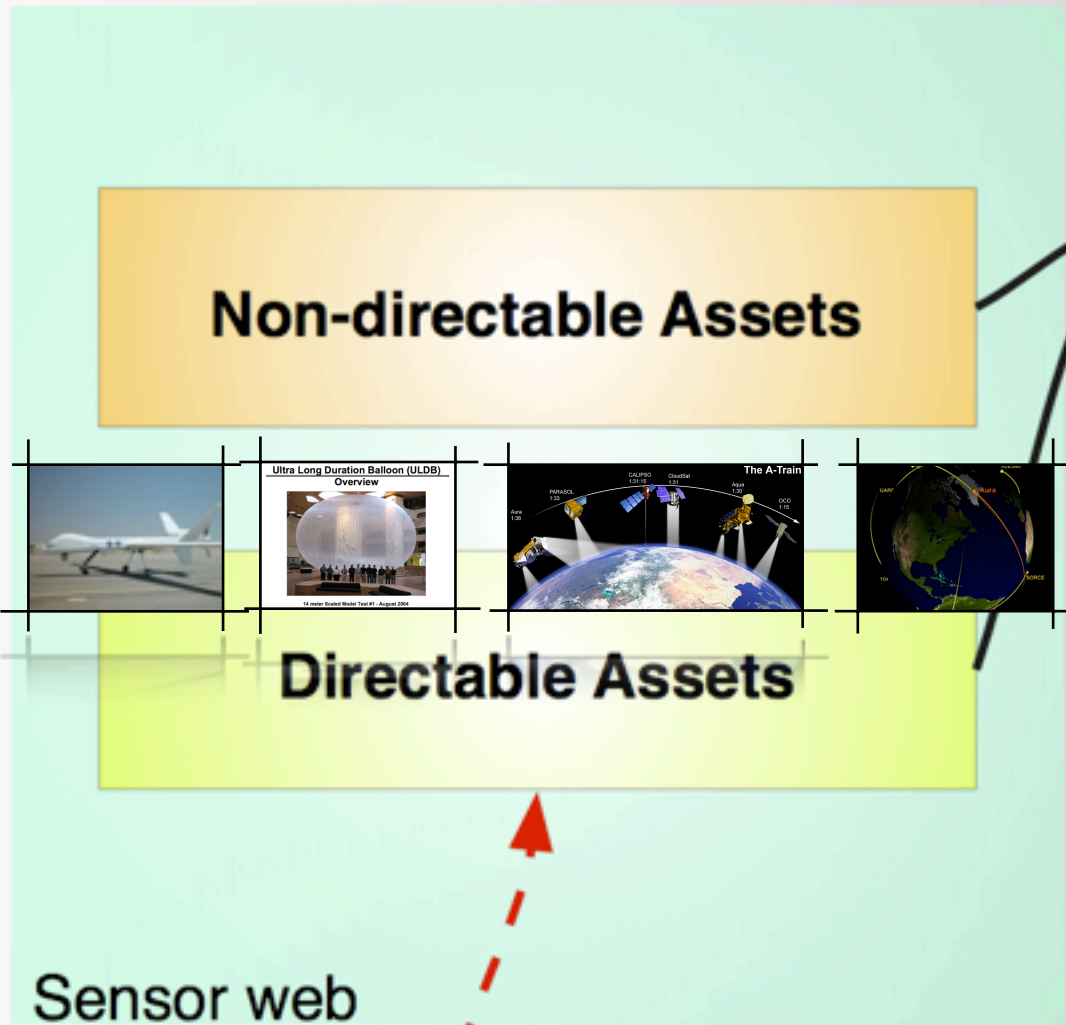 Non-directable Assets
Ultra Long Duration Balloon (ULDB)
Overview
14 meter Scaled Model Test #1 - August 2004
The A-Train
CALIPSO
1:31:15
CloudSat
1:31
PARASOL
1:33
Aqua
1:30
Aura
1:38
OCO
1:15
Aura
SORCE
Directable Assets
Sensor web